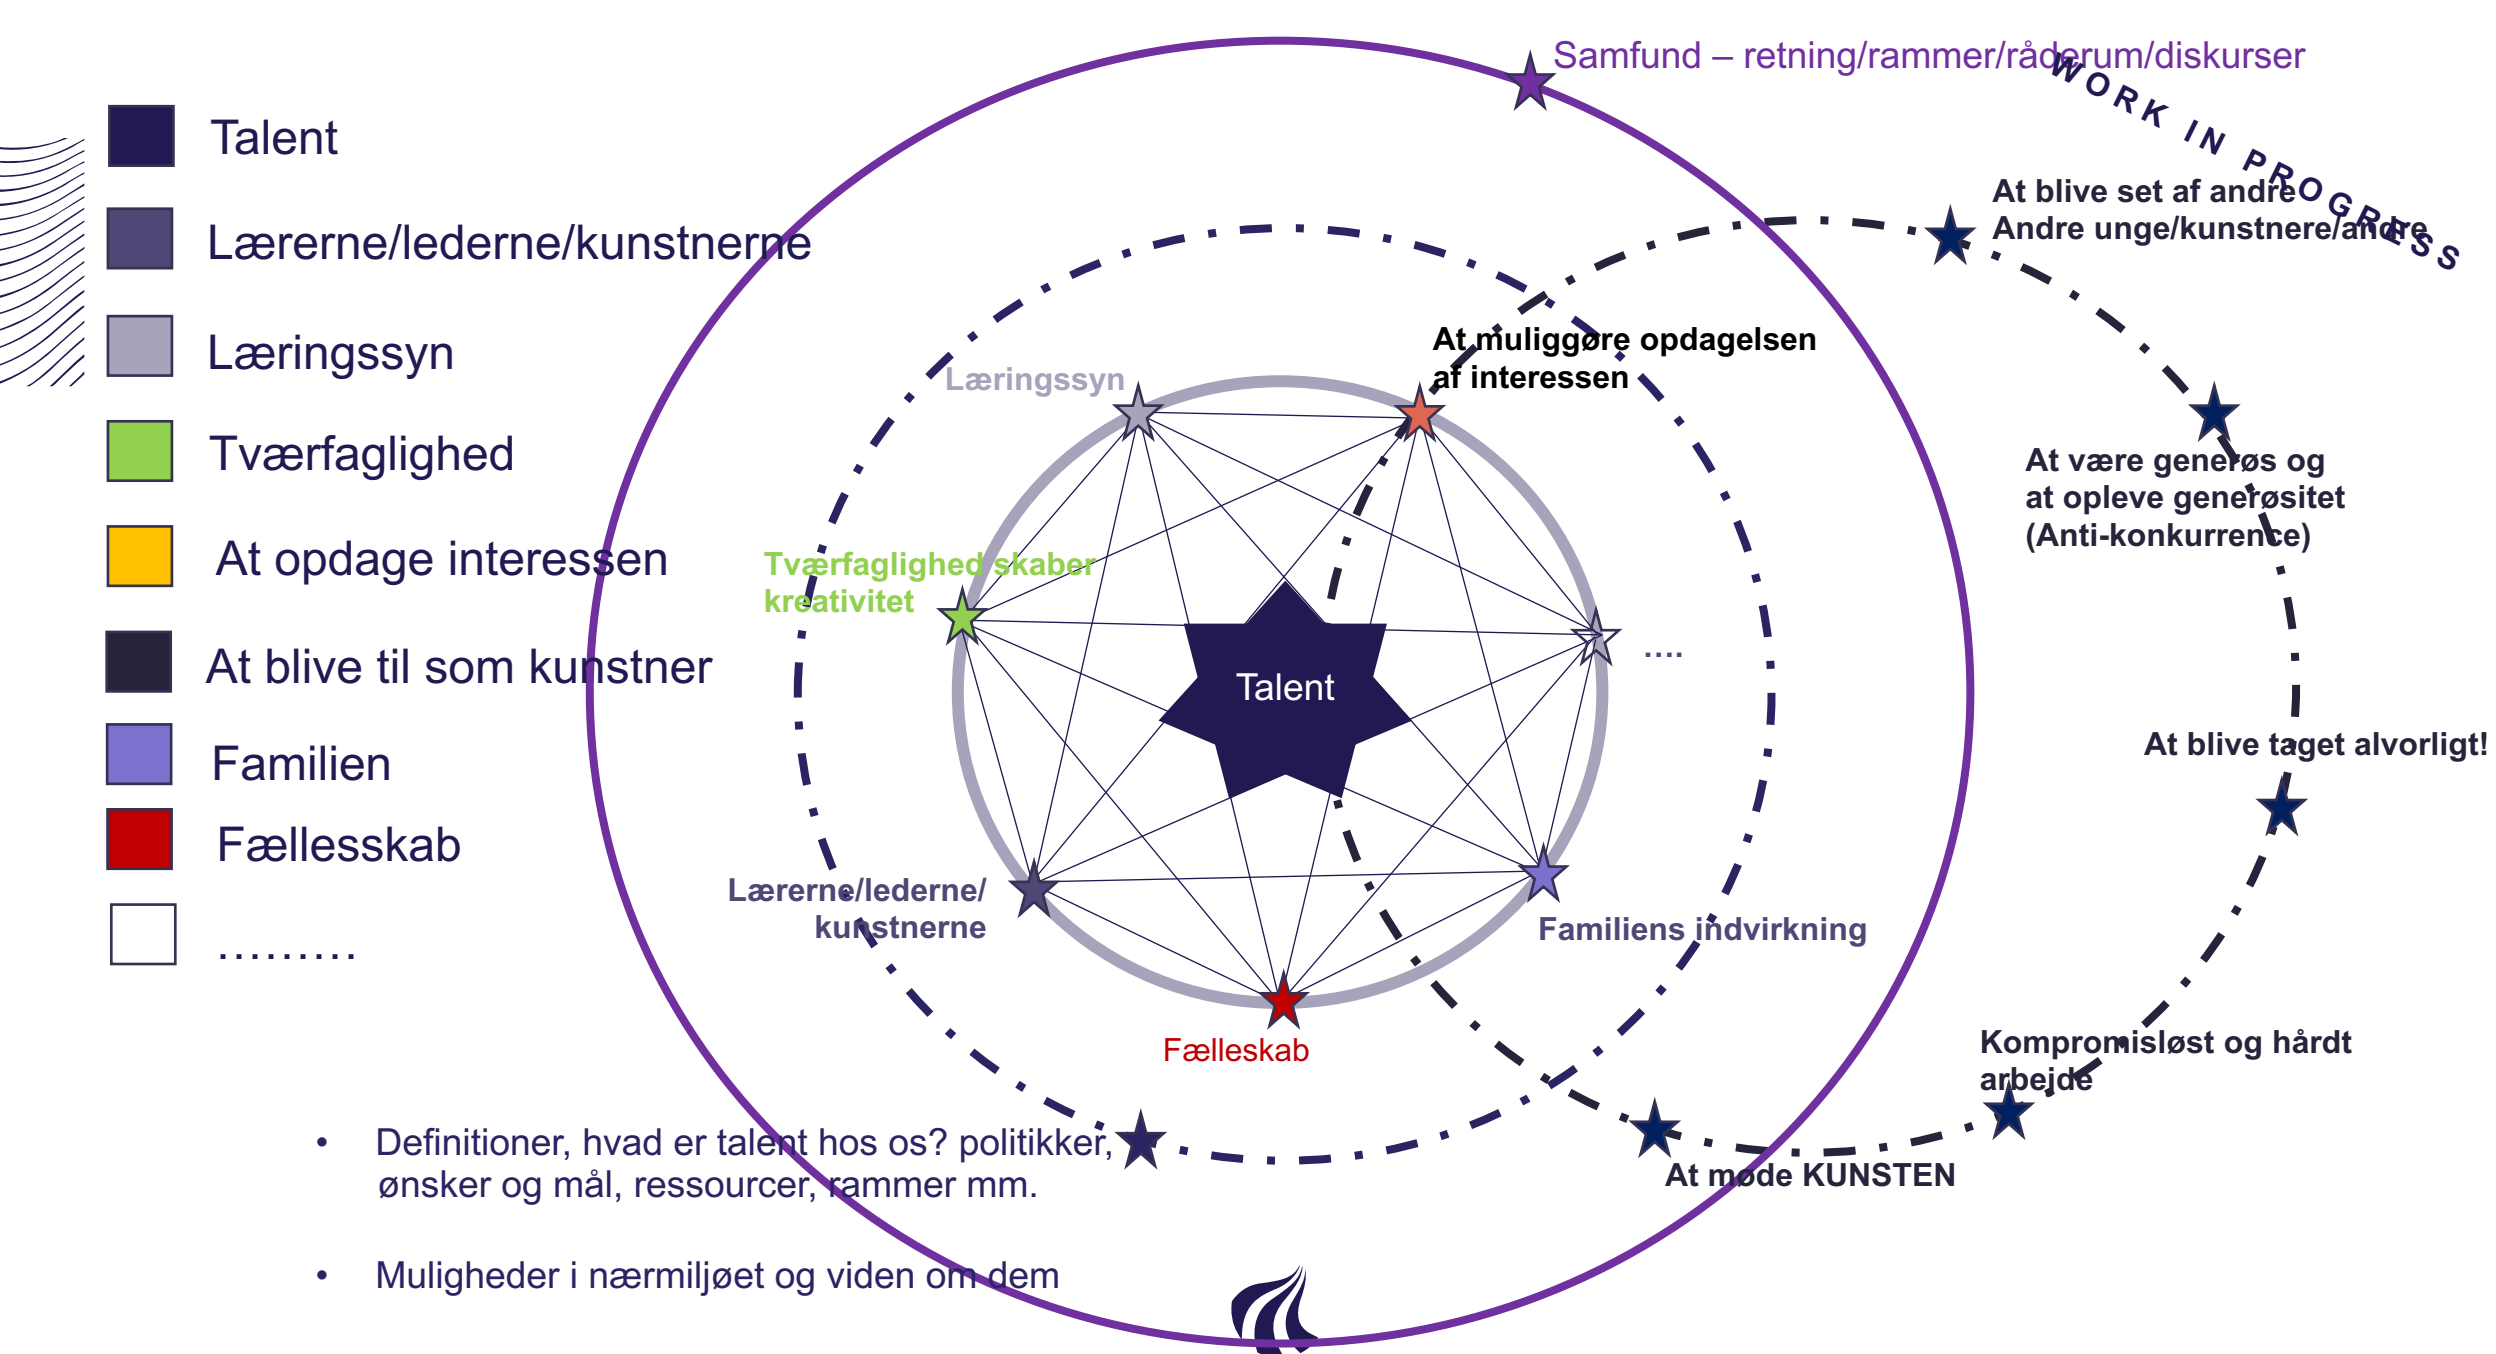 Samfund – retning/rammer/råderum/diskurser
WORK IN PROGRESS
Talent
Lærerne/lederne/kunstnerne
Læringssyn
Tværfaglighed
At opdage interessen
At blive til som kunstner
Familien
Fællesskab
………
At blive set af andre
Andre unge/kunstnere/andre
At muliggøre opdagelsen
af interessen
Læringssyn
At være generøs og
at opleve generøsitet
(Anti-konkurrence)
Tværfaglighed skaber
kreativitet
….
Talent
At blive taget alvorligt!
Lærerne/lederne/
kunstnerne
Familiens indvirkning
Fælleskab
Kompromisløst og hårdt
arbejde
At møde KUNSTEN
• Definitioner, hvad er talent hos os? politikker,
ønsker og mål, ressourcer, rammer mm.
• Muligheder i nærmiljøet og viden om dem